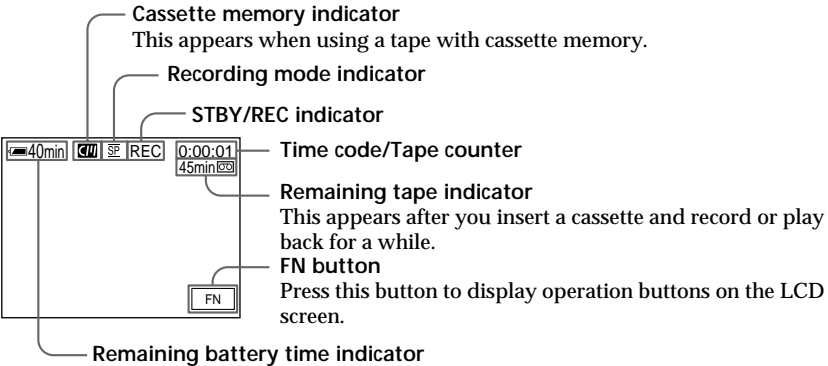 Cassette memory indicator
This appears when using a tape with cassette memory.
Recording mode indicator
STBY/REC indicator
40min SP REC 0:00:01
Time code/Tape counter
45min
Remaining tape indicator
This appears after you insert a cassette and record or play
back for a while.
FN button
Press this button to display operation buttons on the LCD
screen.
FN
Remaining battery time indicator